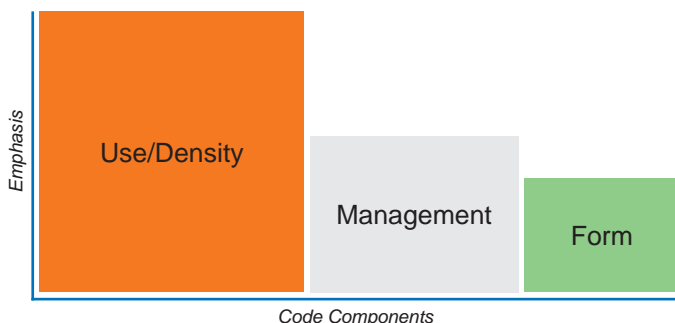 Emphasis
Use/Density
Management
Form
Code Components